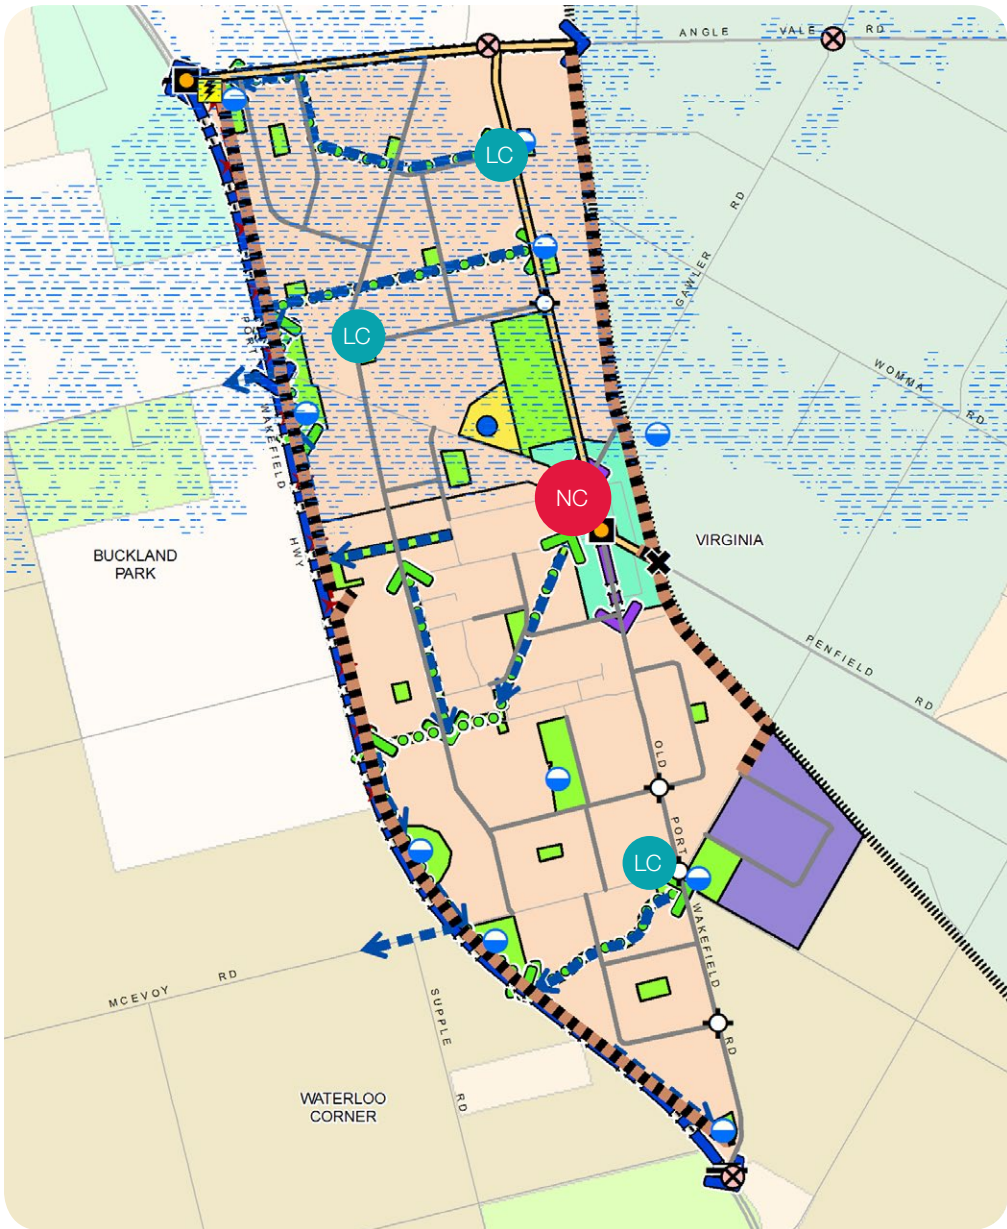 ANGLE VALE RD
LC
RD
GAWLER
LC
PORT
WAKEFIELD
HWY
WOMMA
RD
NC
VIRGINIA
BUCKLAND
PARK
PENFIELD
RD
OLD
PORT
WAKEFIELD
RD
LC
MCEVOY RD
SUPPLE
RD
WATERLOO
CORNER